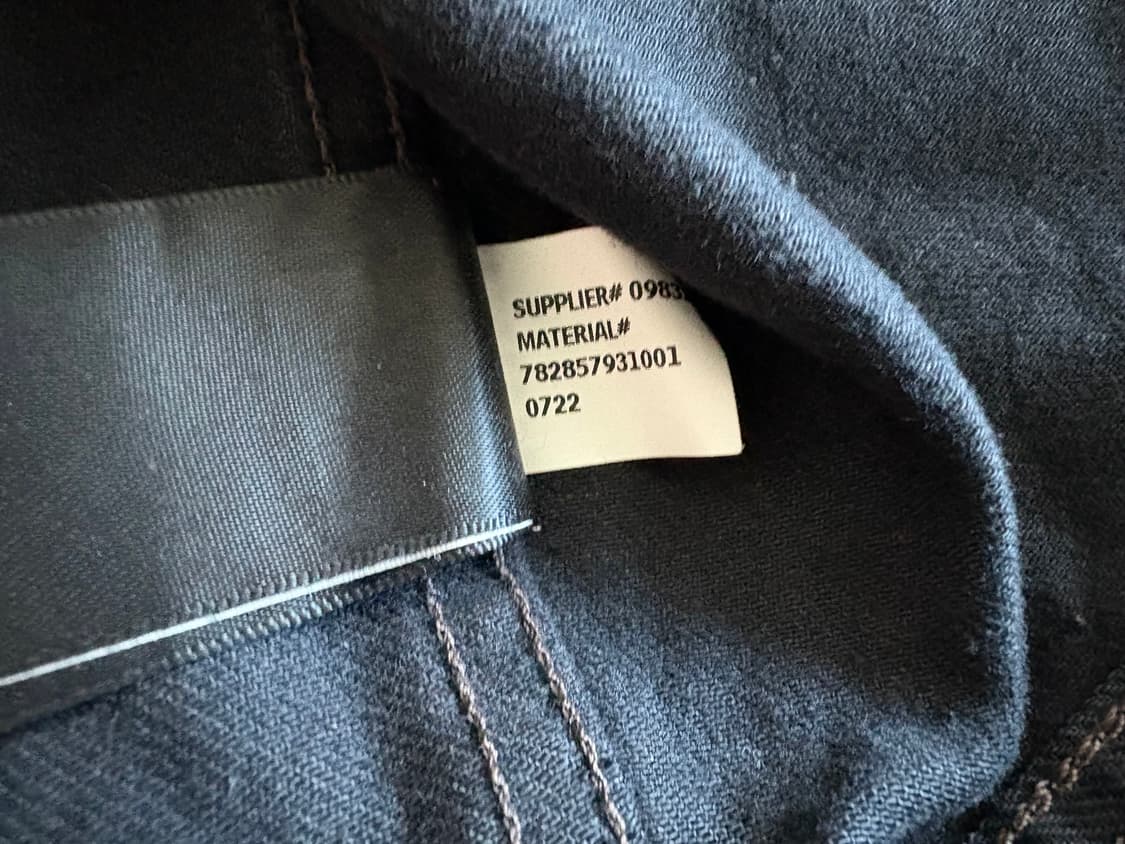 SUPPLIER# 0983
MATERIAL#
782857931001
0722